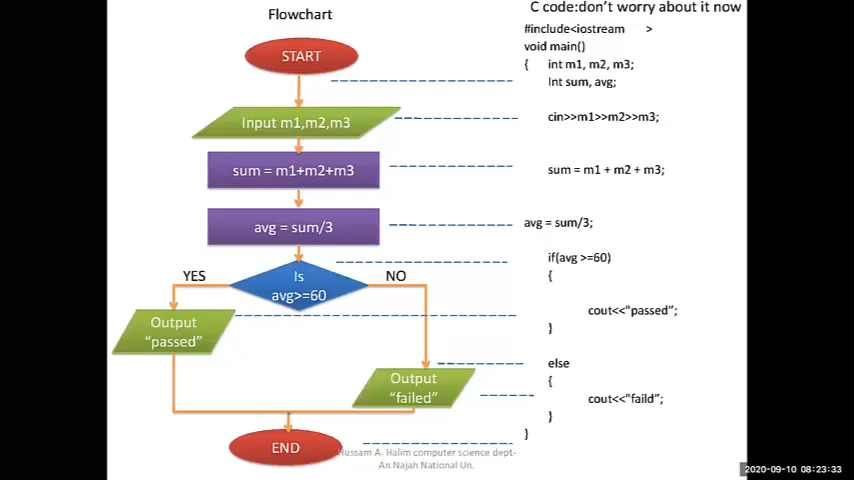 Flowchart
C code:don't worry about it now
START
Input m1,m2,m3
sum = m1+m2+m3
avg = sum/3
Is
avg>=60
YES
NO
Output
"passed"
Output
"failed"
END
#include<iostream >
void main()
{ int m1, m2, m3;
Int sum, avg;
cin>>m1>>m2>>m3;
sum = m1 + m2 + m3;
avg = sum/3;
if(avg >=60)
{
cout<<"passed";
}
else
{
cout<<"faild";
}
}
Hussam A. Halim computer science dept-
An Najah National Un.
2020-09-10 08:23:33